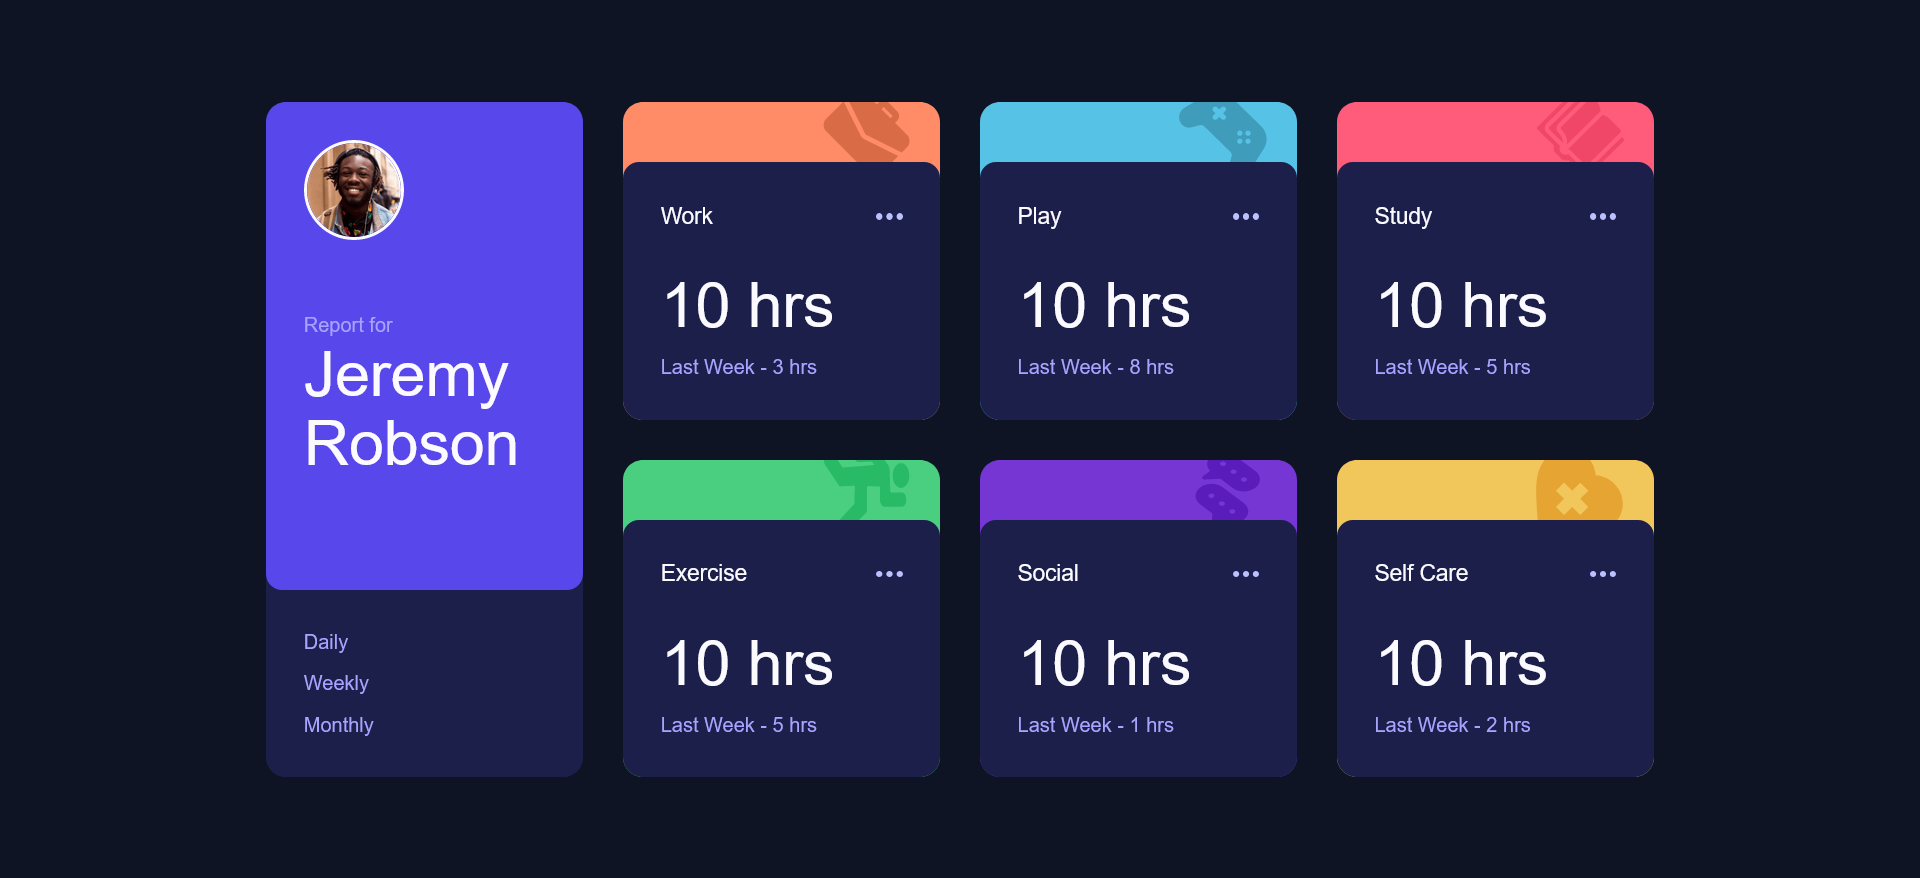 Report for
Jeremy
Robson
Daily
Weekly
Monthly
Work
10 hrs
Last Week - 3 hrs
Play
10 hrs
Last Week - 8 hrs
Study
10 hrs
Last Week - 5 hrs
Exercise
10 hrs
Last Week - 5 hrs
Social
10 hrs
Last Week - 1 hrs
Self Care
10 hrs
Last Week - 2 hrs